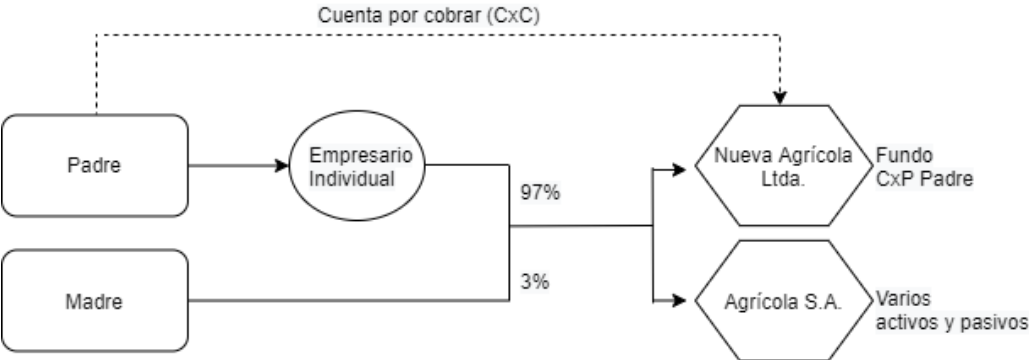 Cuenta por cobrar (CxC)
Padre
Empresario
Individual
97%
Nueva Agrícola
Ltda.
Fundo
CxP Padre
Madre
3%
Agrícola S.A.
Varios
activos y pasivos